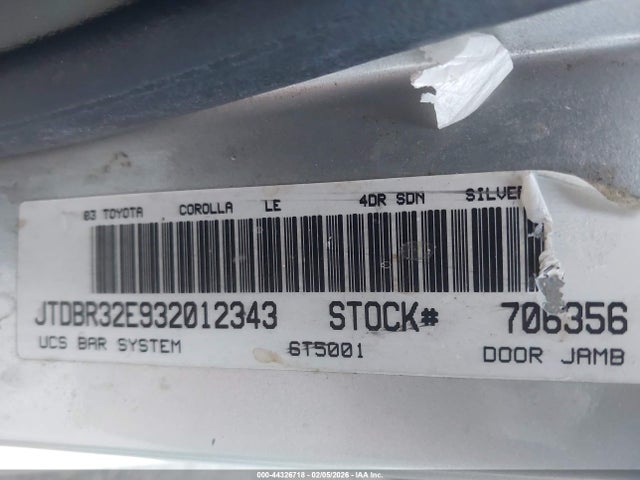 03 TOYOTA COROLLA LE 4DR SDN SILVER
JTDBR32E932012343 STOCK# 706356
UCS BAR SYSTEM 6T5001 DOOR JAMB
000-44326718 - 02/05/2026 - IAA Inc.